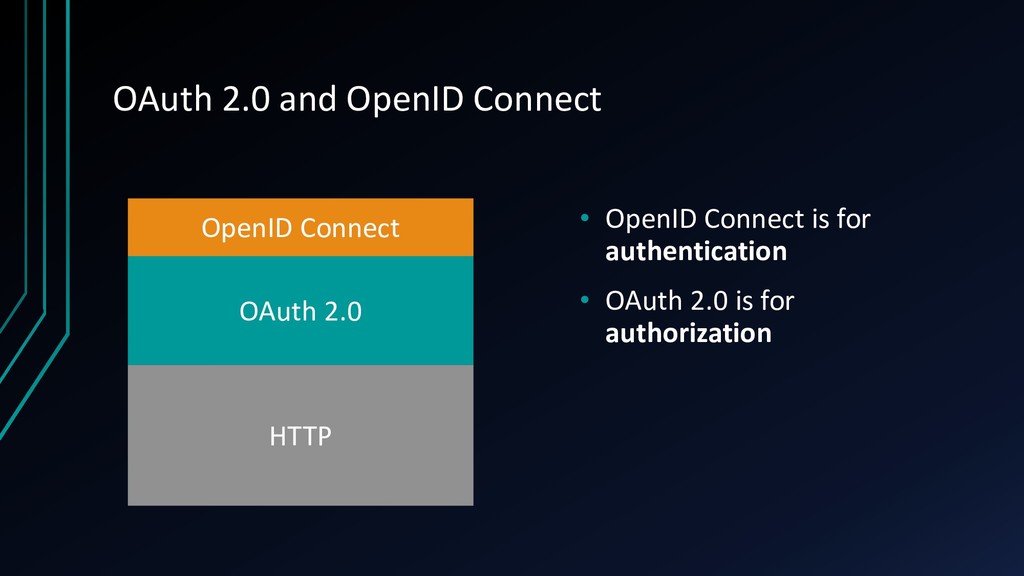 OAuth 2.0 and OpenID Connect
OpenID Connect
OAuth 2.0
HTTP
• OpenID Connect is for
authentication
• OAuth 2.0 is for
authorization